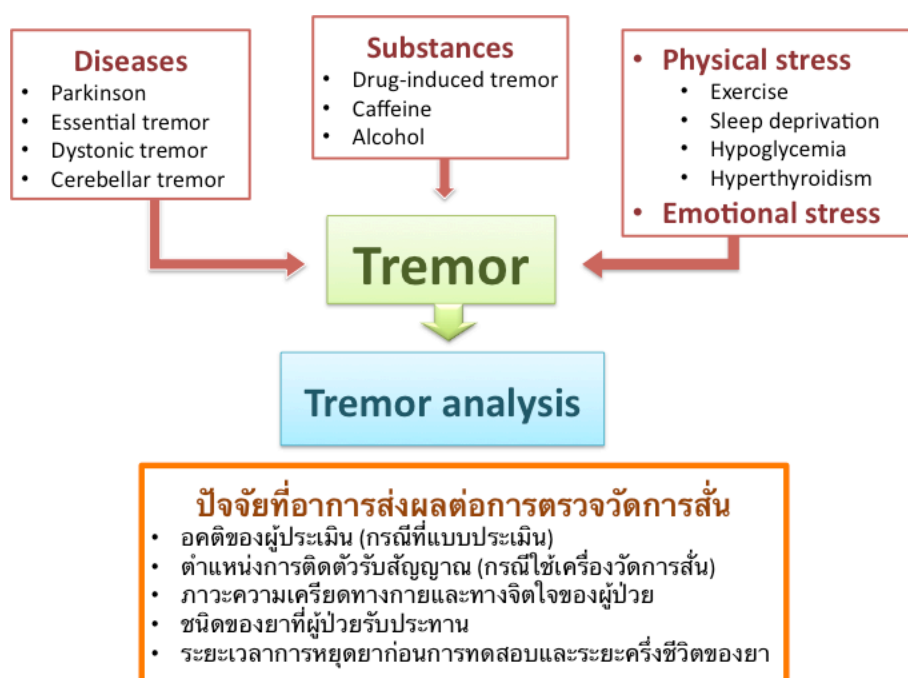 Diseases
• Parkinson
• Essential tremor
• Dystonic tremor
• Cerebellar tremor
Substances
• Drug-induced tremor
• Caffeine
• Alcohol
• Physical stress
• Exercise
• Sleep deprivation
• Hypoglycemia
• Hyperthyroidism
• Emotional stress
Tremor
Tremor analysis
ปัจจัยที่อาการส่งผลต่อการตรวจวัดการสั่น
• อคติของผู้ประเมิน (กรณีที่แบบประเมิน)
• ตำแหน่งการติดตัวรับสัญญาณ (กรณีใช้เครื่องวัดการสั่น)
• ภาวะความเครียดทางกายและทางจิตใจของผู้ป่วย
• ชนิดของยาที่ผู้ป่วยรับประทาน
• ระยะเวลาการหยุดยาก่อนการทดสอบและระยะครึ่งชีวิตของยา